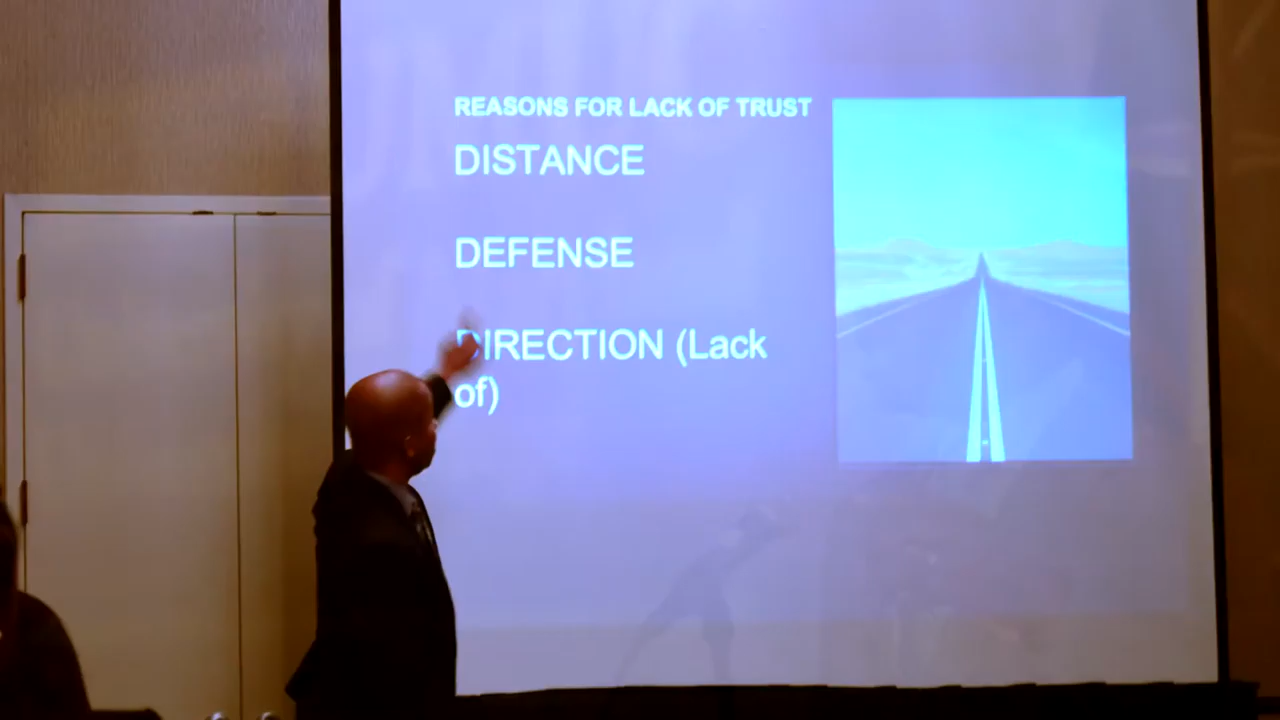 REASONS FOR LACK OF TRUST
DISTANCE
DEFENSE
DIRECTION (Lack
of)